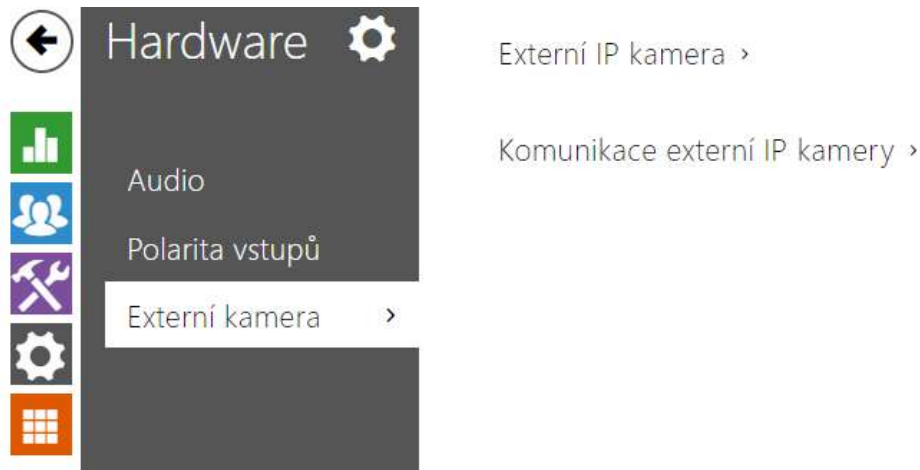 Hardware
Audio
Polarita vstupů
Externí kamera
Externí IP kamera
Komunikace externí IP kamery